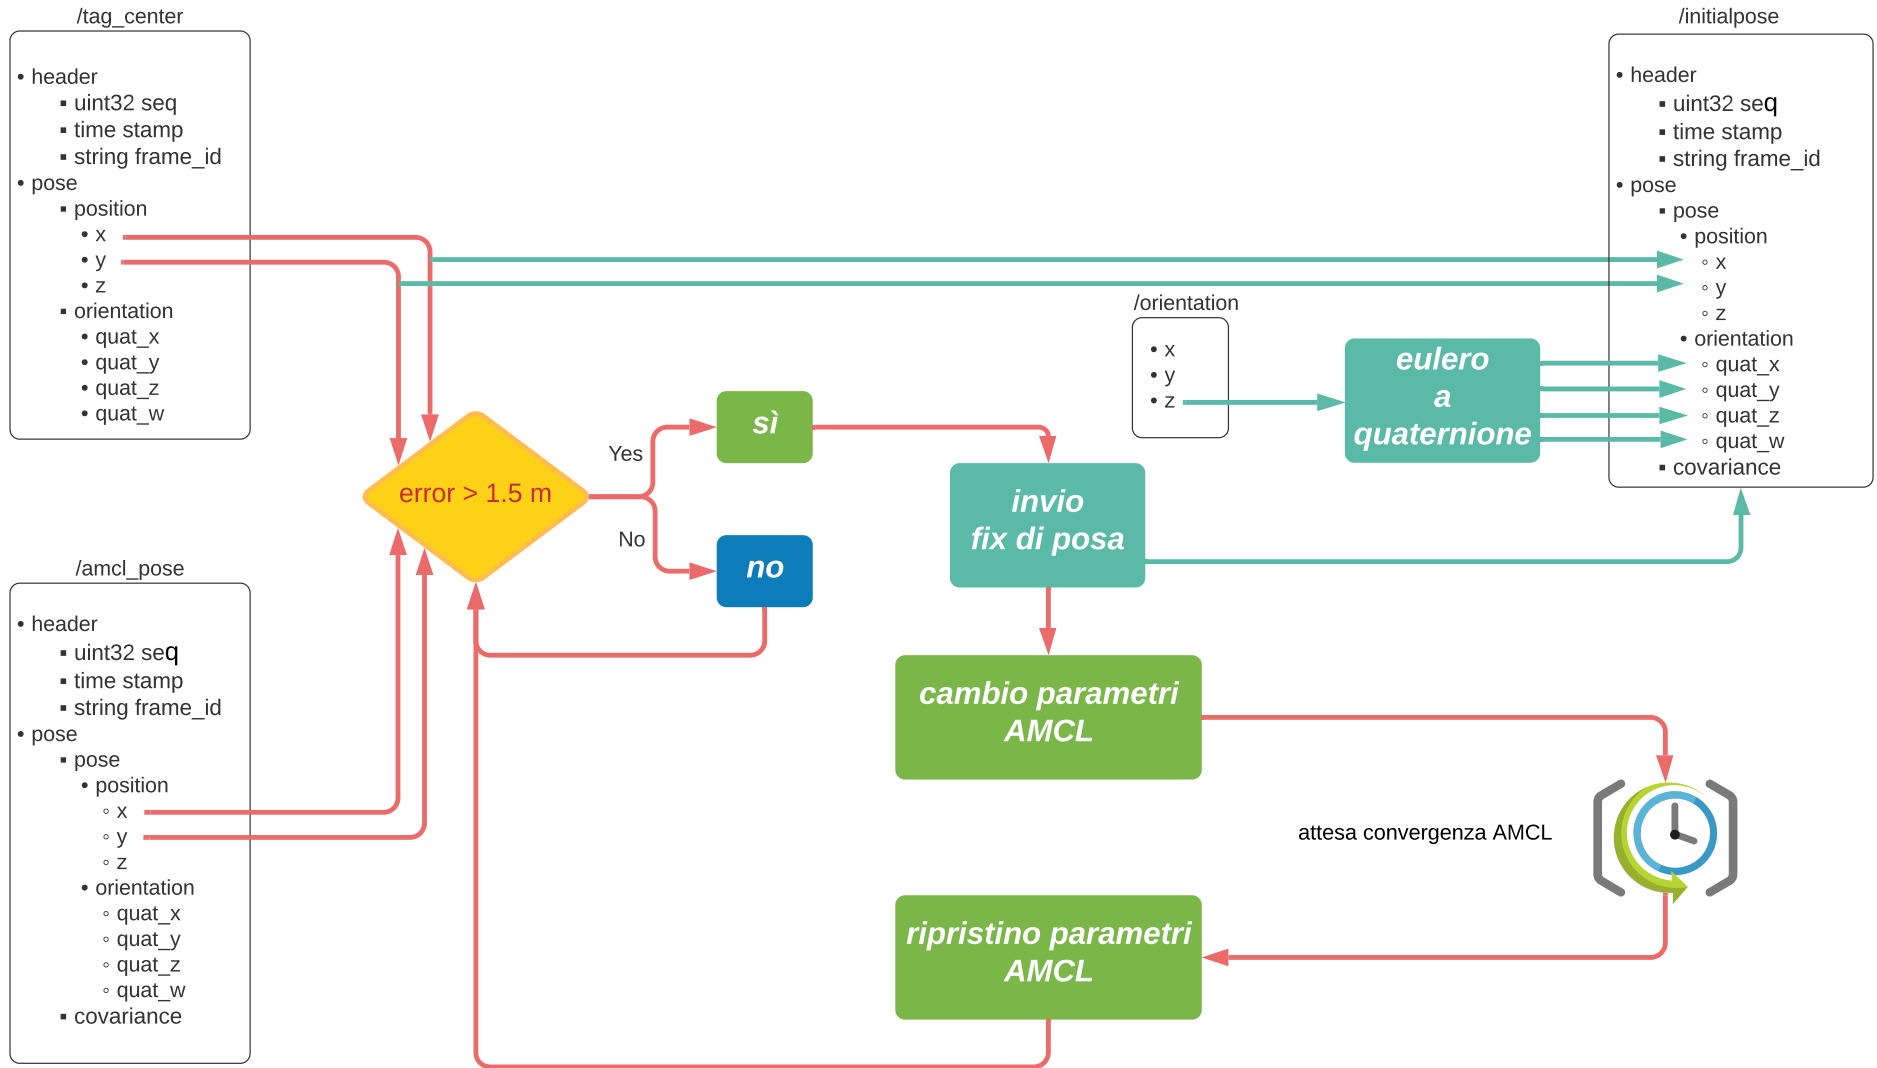 /tag_center
• header
▪ uint32 seq
▪ time stamp
▪ string frame_id
• pose
▪ position
• x
• y
• z
▪ orientation
• quat_x
• quat_y
• quat_z
• quat_w
/initialpose
• header
▪ uint32 seq
▪ time stamp
▪ string frame_id
• pose
▪ pose
• position
◦ x
◦ y
◦ z
• orientation
◦ quat_x
◦ quat_y
◦ quat_z
◦ quat_w
▪ covariance
/orientation
• x
• y
• z
eulero
a
quaternione
error > 1.5 m
Yes
sì
No
no
invio
fix di posa
/amcl_pose
• header
▪ uint32 seq
▪ time stamp
▪ string frame_id
• pose
▪ pose
• position
◦ x
◦ y
◦ z
• orientation
◦ quat_x
◦ quat_y
◦ quat_z
◦ quat_w
▪ covariance
cambio parametri
AMCL
attesa convergenza AMCL
ripristino parametri
AMCL